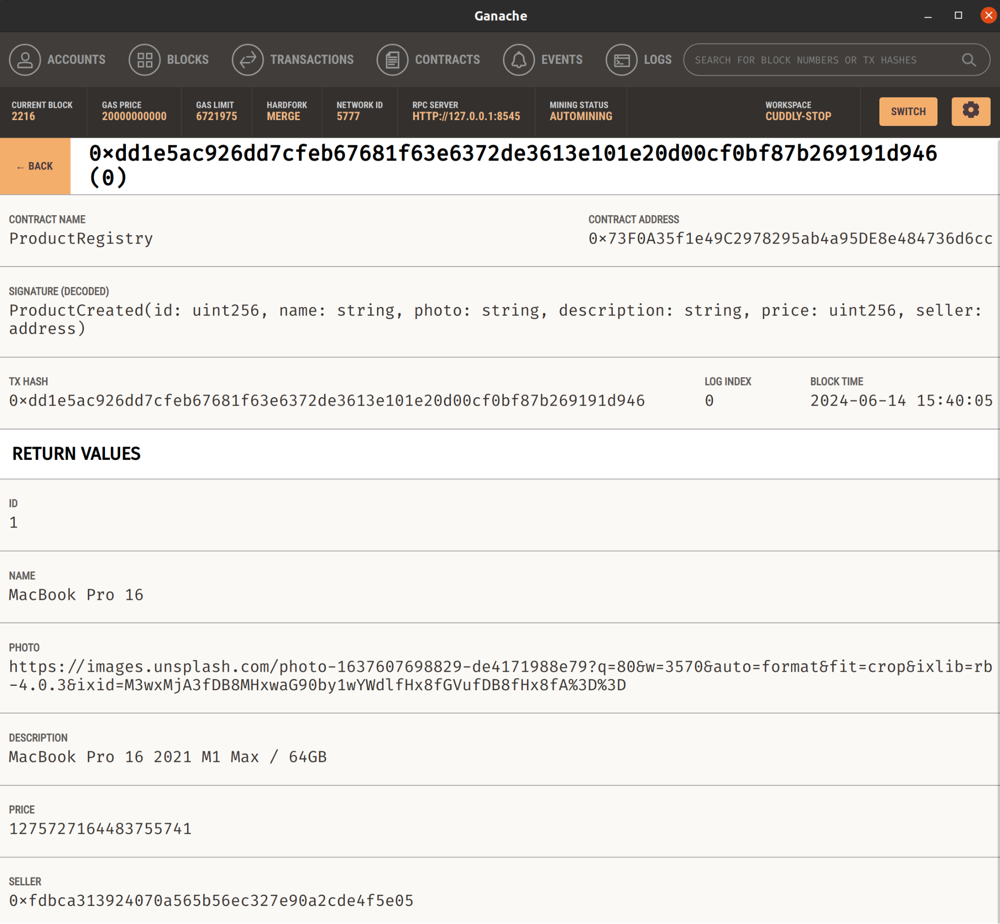 Ganache
ACCOUNTS BLOCKS TRANSACTIONS CONTRACTS EVENTS LOGS SEARCH FOR BLOCK NUMBERS OR TX HASHES
CURRENT BLOCK GAS PRICE GAS LIMIT HARDFORK NETWORK ID RPC SERVER MINING STATUS WORKSPACE
2216 20000000000 6721975 MERGE 5777 HTTP://127.0.0.1:8545 AUTOMINING CUDDLY-STOP SWITCH
← BACK
0×dd1e5ac926dd7cfeb67681f63e6372de3613e101e20d00cf0bf87b269191d946
(0)
CONTRACT NAME CONTRACT ADDRESS
ProductRegistry 0×73F0A35f1e49C2978295ab4a95DE8e484736d6cc
SIGNATURE (DECODED)
ProductCreated(id: uint256, name: string, photo: string, description: string, price: uint256, seller:
address)
TX HASH LOG INDEX BLOCK TIME
0×dd1e5ac926dd7cfeb67681f63e6372de3613e101e20d00cf0bf87b269191d946 0 2024-06-14 15:40:05
RETURN VALUES
ID
1
NAME
MacBook Pro 16
PHOTO
https://images.unsplash.com/photo-1637607698829-de4171988e79?q=80&w=3570&auto=format&fit=crop&ixlib=rb
-4.0.3&ixid=M3wxMjA3fDB8MHxwaG90by1wYWdlfHx8fGVufDB8fHx8fA%3D%3D
DESCRIPTION
MacBook Pro 16 2021 M1 Max / 64GB
PRICE
1275727164483755741
SELLER
0×fdbca313924070a565b56ec327e90a2cde4f5e05